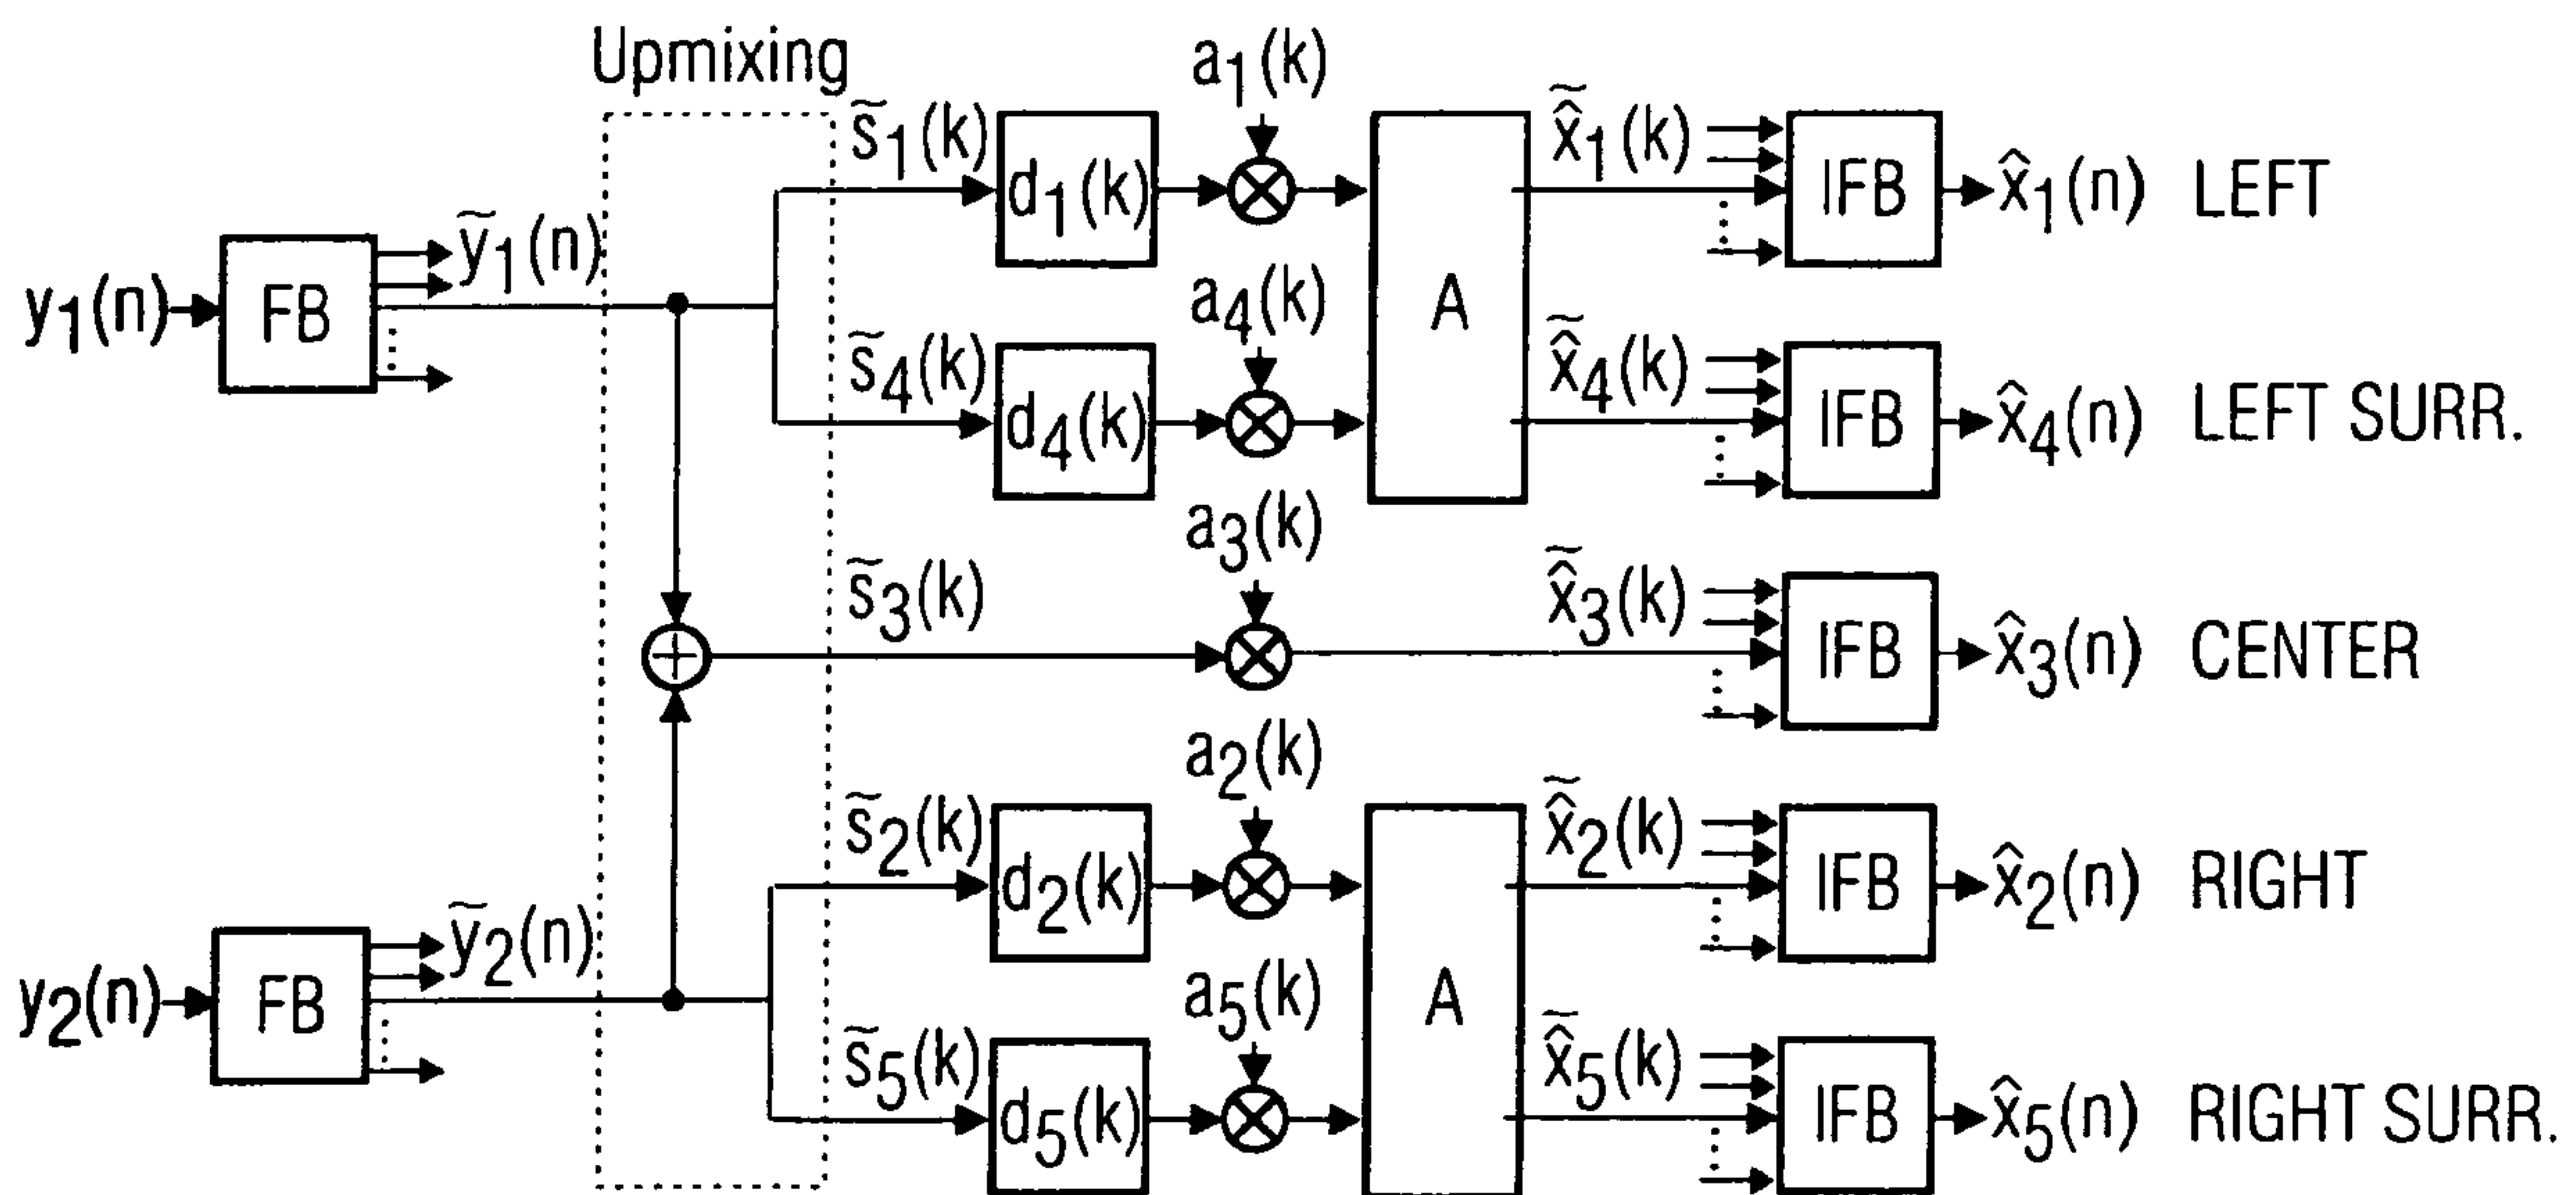 Upmixing
a₁(k)
s̃₁(k) d₁(k) x̂̃₁(k) IFB x̂₁(n) LEFT
y₁(n) FB ỹ₁(n)
a₄(k) A
s̃₄(k) d₄(k) x̂̃₄(k) IFB x̂₄(n) LEFT SURR.
a₃(k)
s̃₃(k) x̂̃₃(k) IFB x̂₃(n) CENTER
a₂(k)
s̃₂(k) d₂(k) x̂̃₂(k) IFB x̂₂(n) RIGHT
y₂(n) FB ỹ₂(n)
a₅(k) A
s̃₅(k) d₅(k) x̂̃₅(k) IFB x̂₅(n) RIGHT SURR.